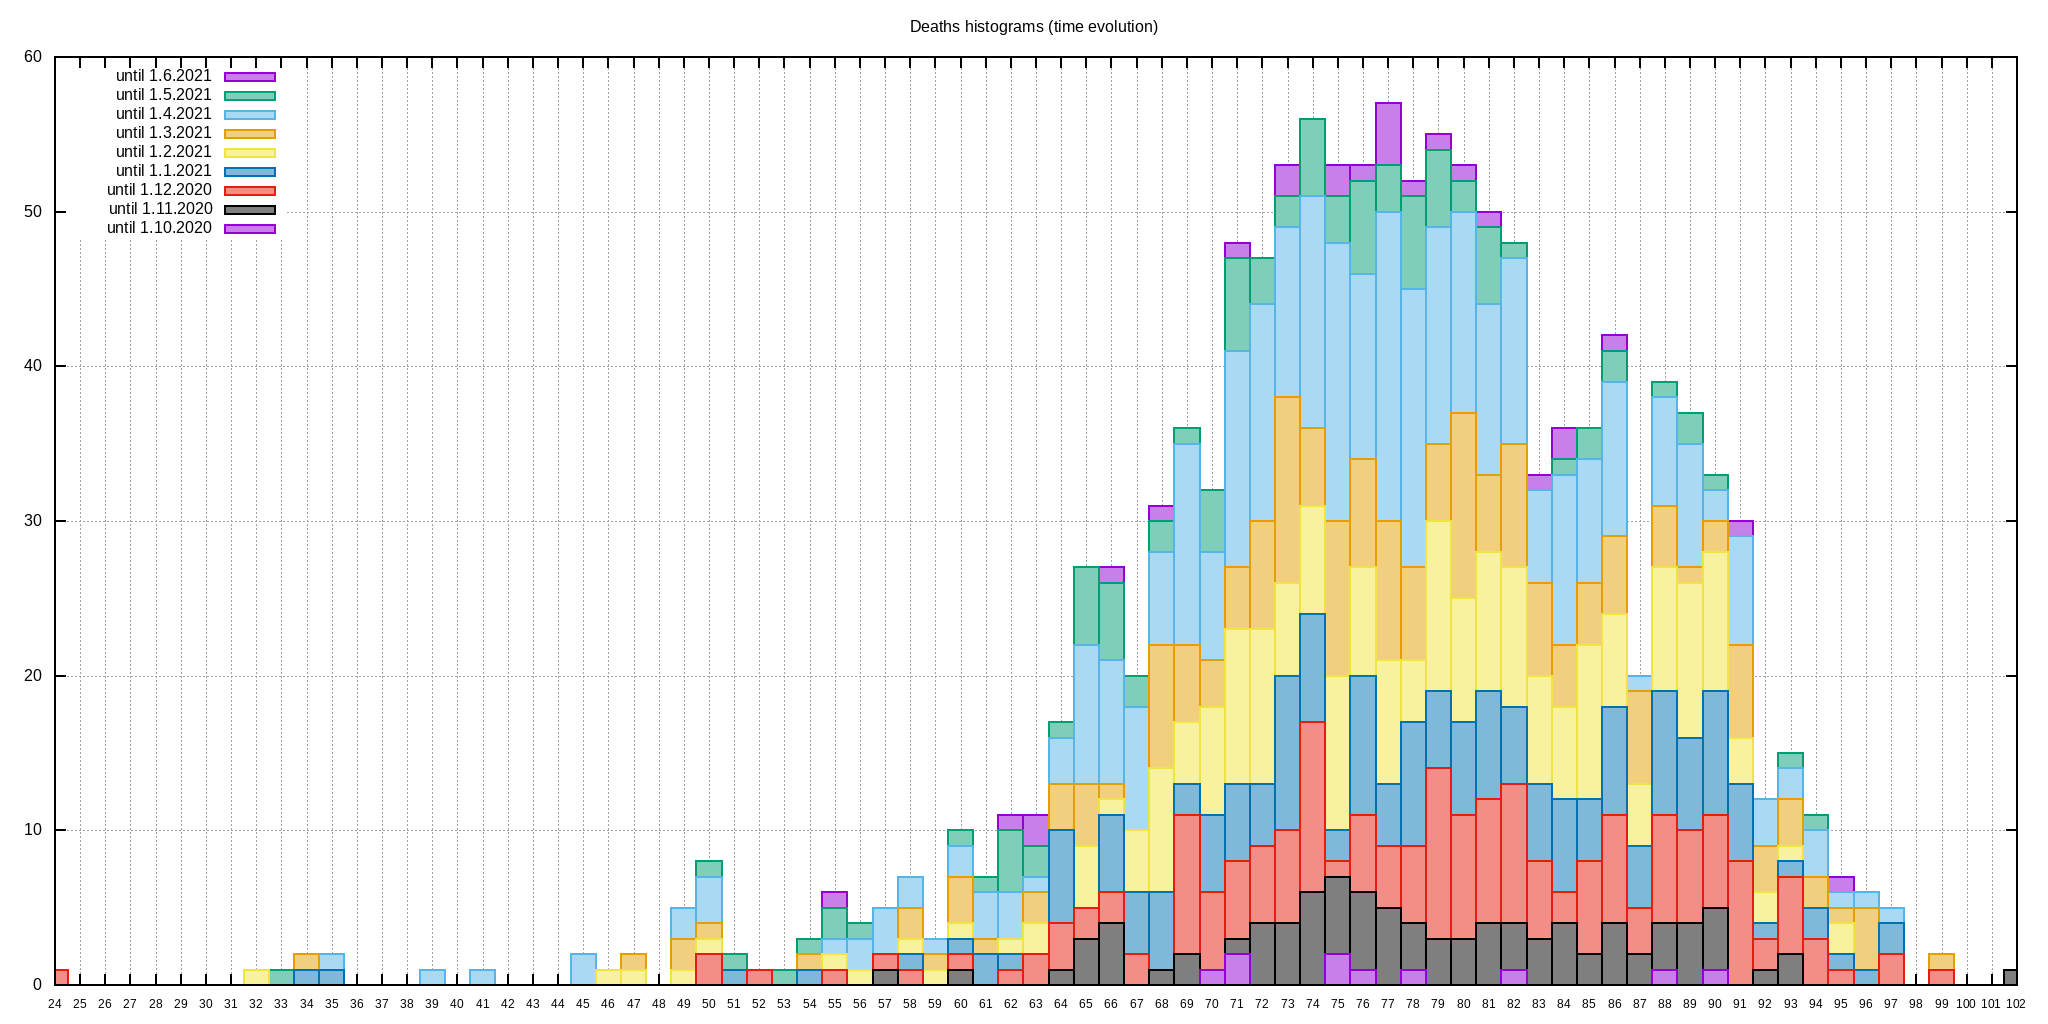 Deaths histograms (time evolution)
60
until 1.6.2021
until 1.5.2021
until 1.4.2021
until 1.3.2021
until 1.2.2021
until 1.1.2021
until 1.12.2020
until 1.11.2020
until 1.10.2020
50
40
30
20
10
0
24 25 26 27 28 29 30 31 32 33 34 35 36 37 38 39 40 41 42 43 44 45 46 47 48 49 50 51 52 53 54 55 56 57 58 59 60 61 62 63 64 65 66 67 68 69 70 71 72 73 74 75 76 77 78 79 80 81 82 83 84 85 86 87 88 89 90 91 92 93 94 95 96 97 98 99 100 101 102